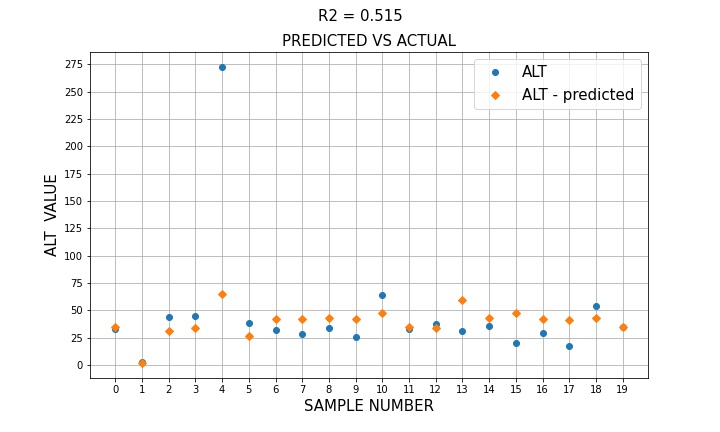 R2 = 0.515
PREDICTED VS ACTUAL
ALT
ALT - predicted
275
250
225
200
175
150
125
100
75
50
25
0
ALT VALUE
0 1 2 3 4 5 6 7 8 9 10 11 12 13 14 15 16 17 18 19
SAMPLE NUMBER